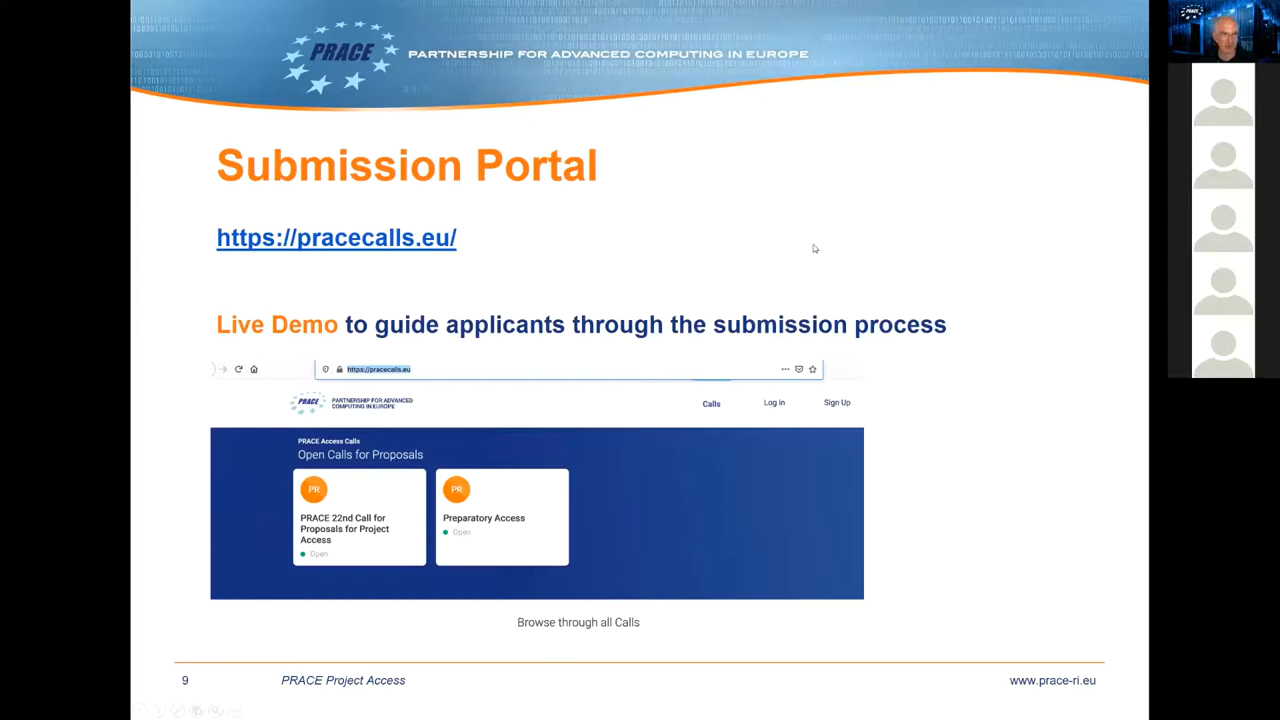 PRACE
PARTNERSHIP FOR ADVANCED COMPUTING IN EUROPE
PRACE
Submission Portal
https://pracecalls.eu/
Live Demo to guide applicants through the submission process
https://pracecalls.eu
PRACE
PARTNERSHIP FOR ADVANCED
COMPUTING IN EUROPE
Calls
Log in
Sign Up
PRACE Access Calls
Open Calls for Proposals
PR
PRACE 22nd Call for
Proposals for Project
Access
Open
PR
Preparatory Access
Open
Browse through all Calls
9
PRACE Project Access
www.prace-ri.eu